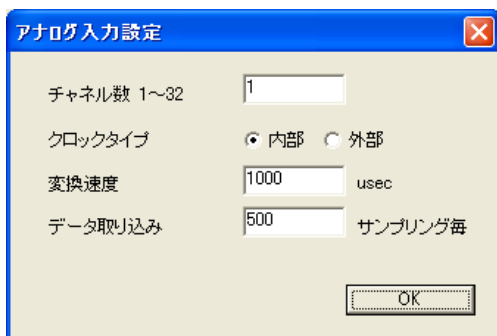 アナログ入力設定
チャネル数 1～32 1
クロックタイプ 内部 外部
変換速度 1000 usec
データ取り込み 500 サンプリング毎
OK